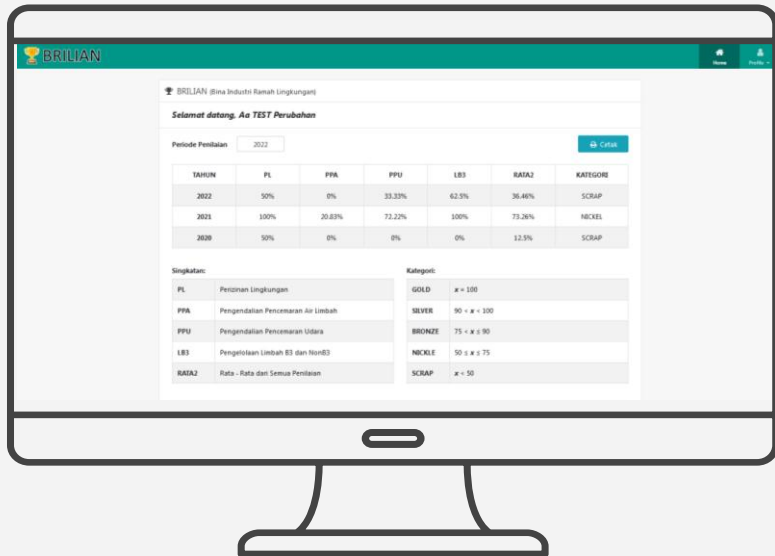 BRILIAN
Home
Profile
BRILIAN (Bina Industri Ramah Lingkungan)
Selamat datang, Aa TEST Perubahan
Periode Penilaian 2022 Cetak
TAHUN PL PPA PPU LB3 RATA2 KATEGORI
2022 50% 0% 33.33% 62.5% 36.46% SCRAP
2021 100% 20.83% 72.22% 100% 73.26% NICKEL
2020 50% 0% 0% 0% 12.5% SCRAP
Singkatan:
PL Perizinan Lingkungan
PPA Pengendalian Pencemaran Air Limbah
PPU Pengendalian Pencemaran Udara
LB3 Pengelolaan Limbah B3 dan NonB3
RATA2 Rata - Rata dari Semua Penilaian
Kategori:
GOLD x = 100
SILVER 90 < x < 100
BRONZE 75 < x ≤ 90
NICKLE 50 ≤ x ≤ 75
SCRAP x < 50